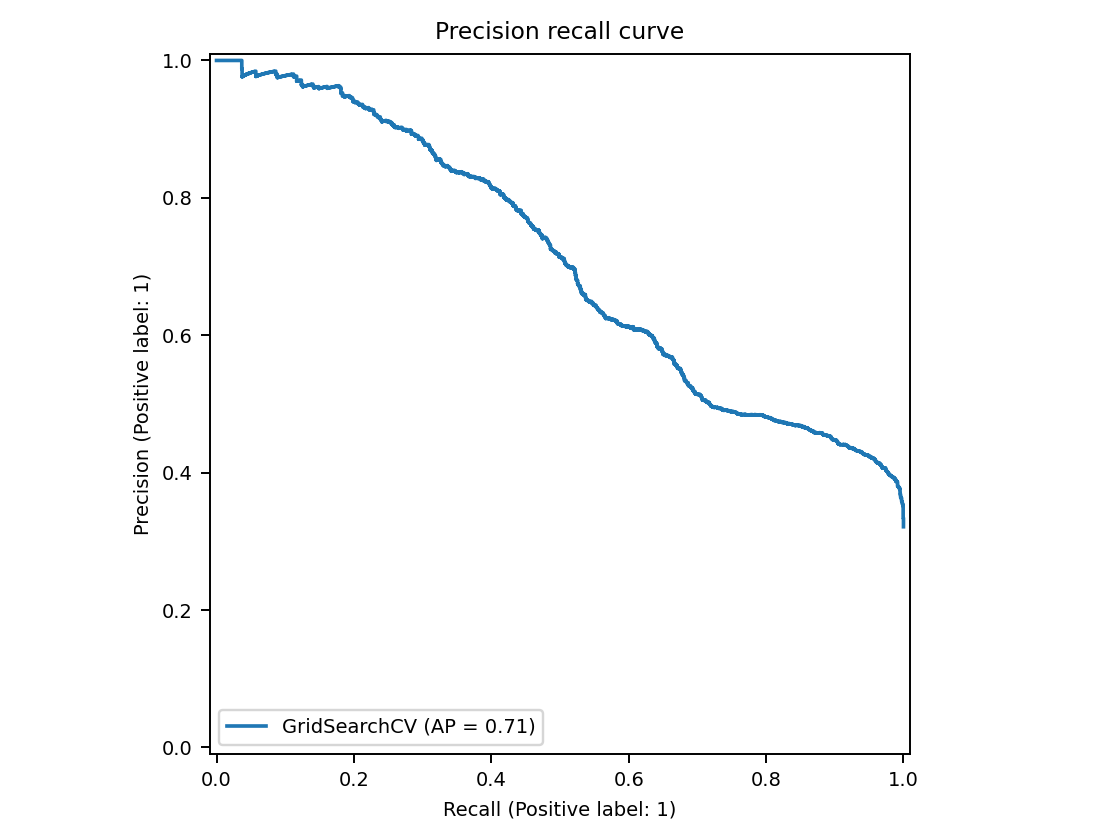 Precision recall curve
1.0
0.8
0.6
0.4
0.2
0.0
Precision (Positive label: 1)
GridSearchCV (AP = 0.71)
0.0 0.2 0.4 0.6 0.8 1.0
Recall (Positive label: 1)